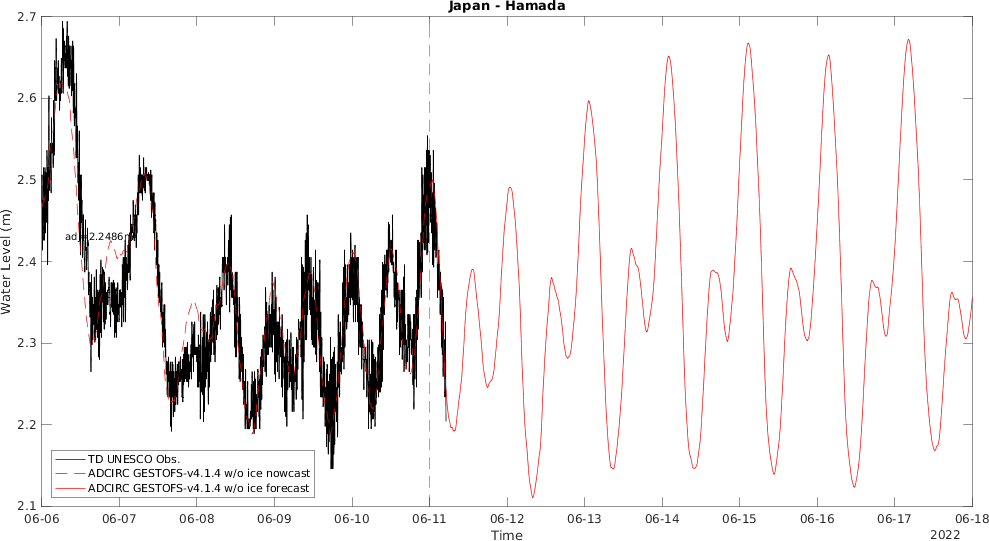 Japan - Hamada
2.7
2.6
2.5
2.4
2.3
2.2
2.1
Water Level (m)
TD UNESCO Obs.
ADCIRC GESTOFS-v4.1.4 w/o ice nowcast
ADCIRC GESTOFS-v4.1.4 w/o ice forecast
06-06 06-07 06-08 06-09 06-10 06-11 06-12 06-13 06-14 06-15 06-16 06-17 06-18
Time
2022